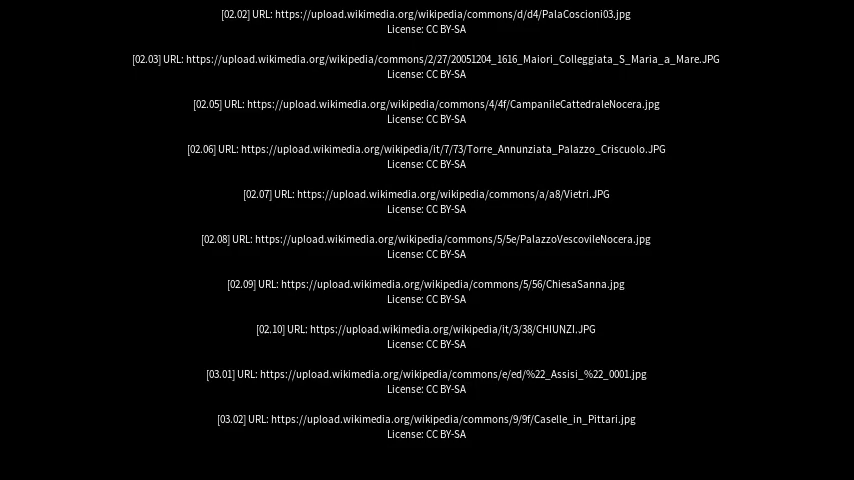 [02.02] URL: https://upload.wikimedia.org/wikipedia/commons/d/d4/PalaCoscioni03.jpg
License: CC BY-SA
[02.03] URL: https://upload.wikimedia.org/wikipedia/commons/2/27/20051204_1616_Maiori_Colleggiata_S_Maria_a_Mare.JPG
License: CC BY-SA
[02.05] URL: https://upload.wikimedia.org/wikipedia/commons/4/4f/CampanileCattedraleNocera.jpg
License: CC BY-SA
[02.06] URL: https://upload.wikimedia.org/wikipedia/it/7/73/Torre_Annunziata_Palazzo_Criscuolo.JPG
License: CC BY-SA
[02.07] URL: https://upload.wikimedia.org/wikipedia/commons/a/a8/Vietri.JPG
License: CC BY-SA
[02.08] URL: https://upload.wikimedia.org/wikipedia/commons/5/5e/PalazzoVescovileNocera.jpg
License: CC BY-SA
[02.09] URL: https://upload.wikimedia.org/wikipedia/commons/5/56/ChiesaSanna.jpg
License: CC BY-SA
[02.10] URL: https://upload.wikimedia.org/wikipedia/it/3/38/CHIUNZI.JPG
License: CC BY-SA
[03.01] URL: https://upload.wikimedia.org/wikipedia/commons/e/ed/%22_Assisi_%22_0001.jpg
License: CC BY-SA
[03.02] URL: https://upload.wikimedia.org/wikipedia/commons/9/9f/Caselle_in_Pittari.jpg
License: CC BY-SA